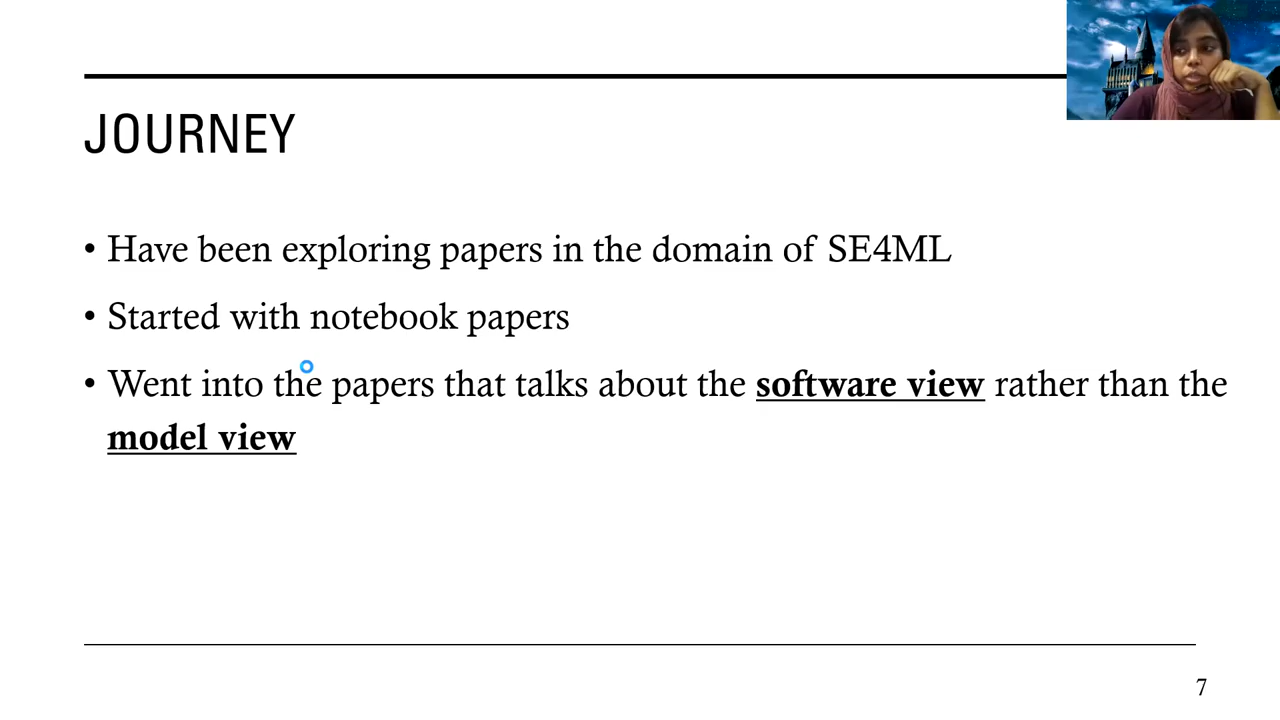 JOURNEY
• Have been exploring papers in the domain of SE4ML
• Started with notebook papers
• Went into the papers that talks about the software view rather than the
model view
7